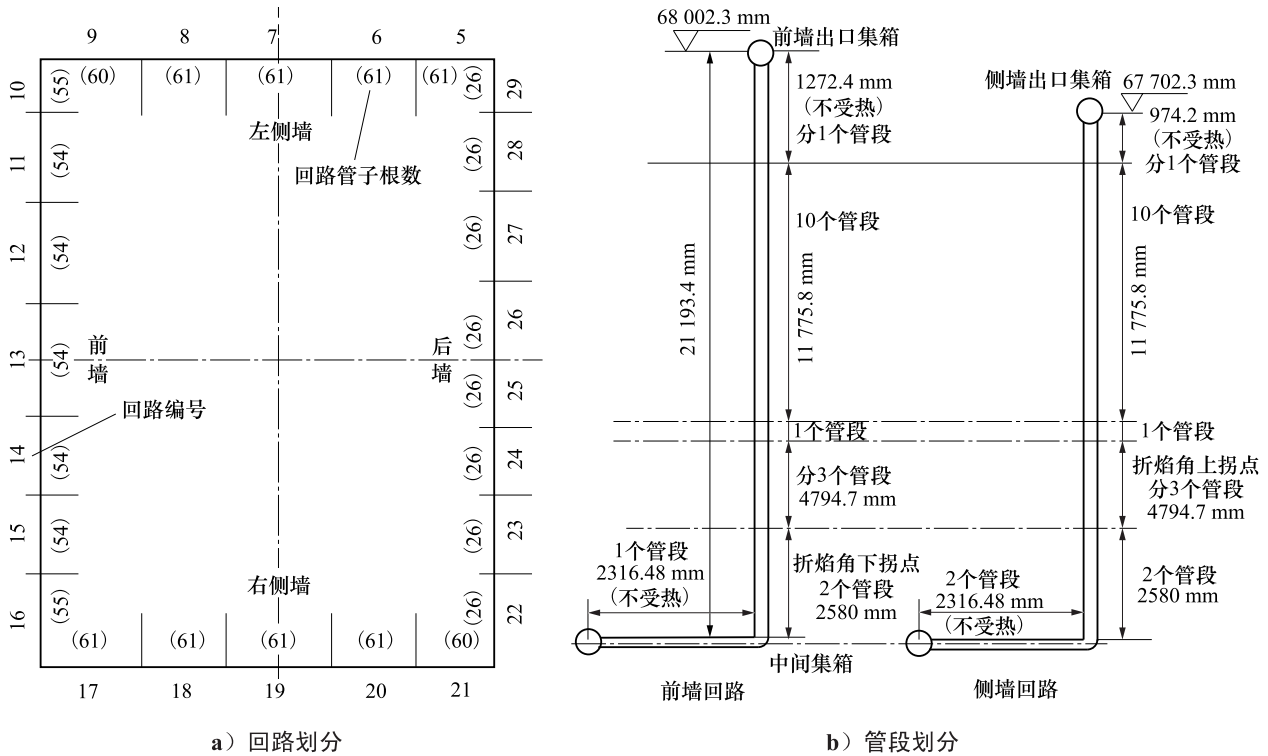 9 8 7 6 5
(60) (61) (61) (61) (61)
10 11 12 13 14 15 16
(55) (54) (54) (54) (54) (54) (55)
29 28 27 26 25 24 23 22
(26) (26) (26) (26) (26) (26) (26) (26)
左侧墙
回路管子根数
前墙
后墙
回路编号
右侧墙
(61) (61) (61) (61) (60)
17 18 19 20 21
a）回路划分
68 002.3 mm
前墙出口集箱
1272.4 mm
(不受热)
分1个管段
10个管段
21 193.4 mm
11 775.8 mm
1个管段
分3个管段
4794.7 mm
1个管段
2316.48 mm
(不受热)
折焰角下拐点
2个管段
2580 mm
中间集箱
前墙回路
侧墙出口集箱
67 702.3 mm
974.2 mm
(不受热)
分1个管段
10个管段
11 775.8 mm
1个管段
折焰角上拐点
分3个管段
4794.7 mm
2个管段
2316.48 mm
(不受热)
2个管段
2580 mm
侧墙回路
b）管段划分